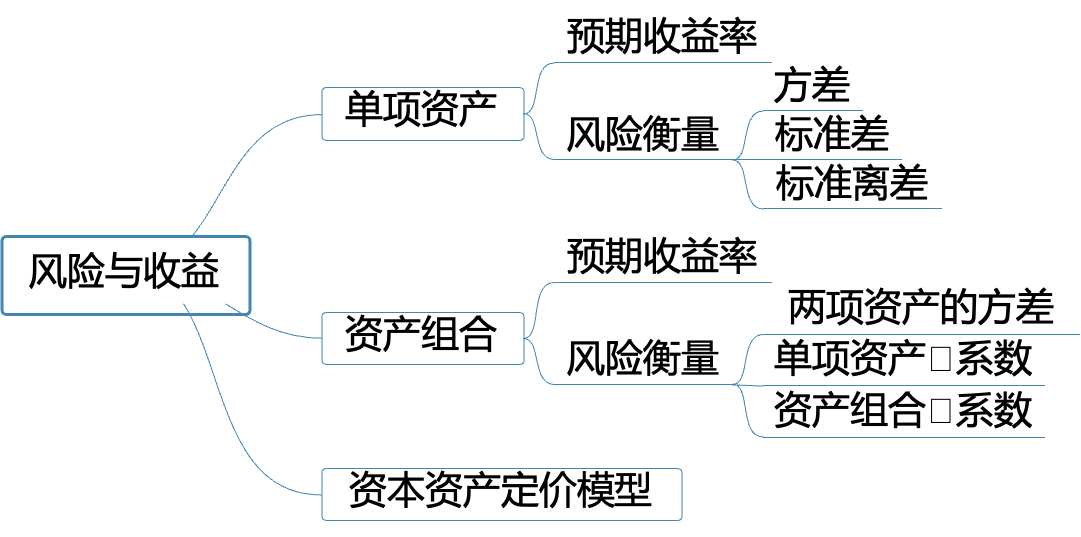 风险与收益
单项资产
预期收益率
风险衡量
方差
标准差
标准离差
资产组合
预期收益率
风险衡量
两项资产的方差
单项资产□系数
资产组合□系数
资本资产定价模型